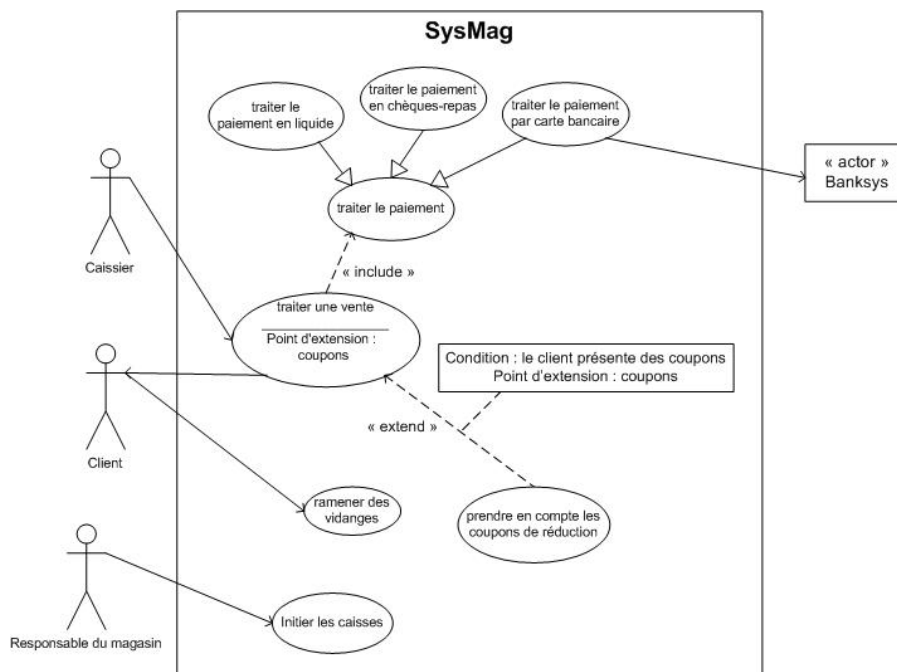 SysMag
traiter le
paiement en liquide
traiter le paiement
en chèques-repas
traiter le paiement
par carte bancaire
« actor »
Banksys
traiter le paiement
Caissier
« include »
traiter une vente
Point d'extension :
coupons
Condition : le client présente des coupons
Point d'extension : coupons
« extend »
Client
ramener des
vidanges
prendre en compte les
coupons de réduction
Responsable du magasin
Initier les caisses